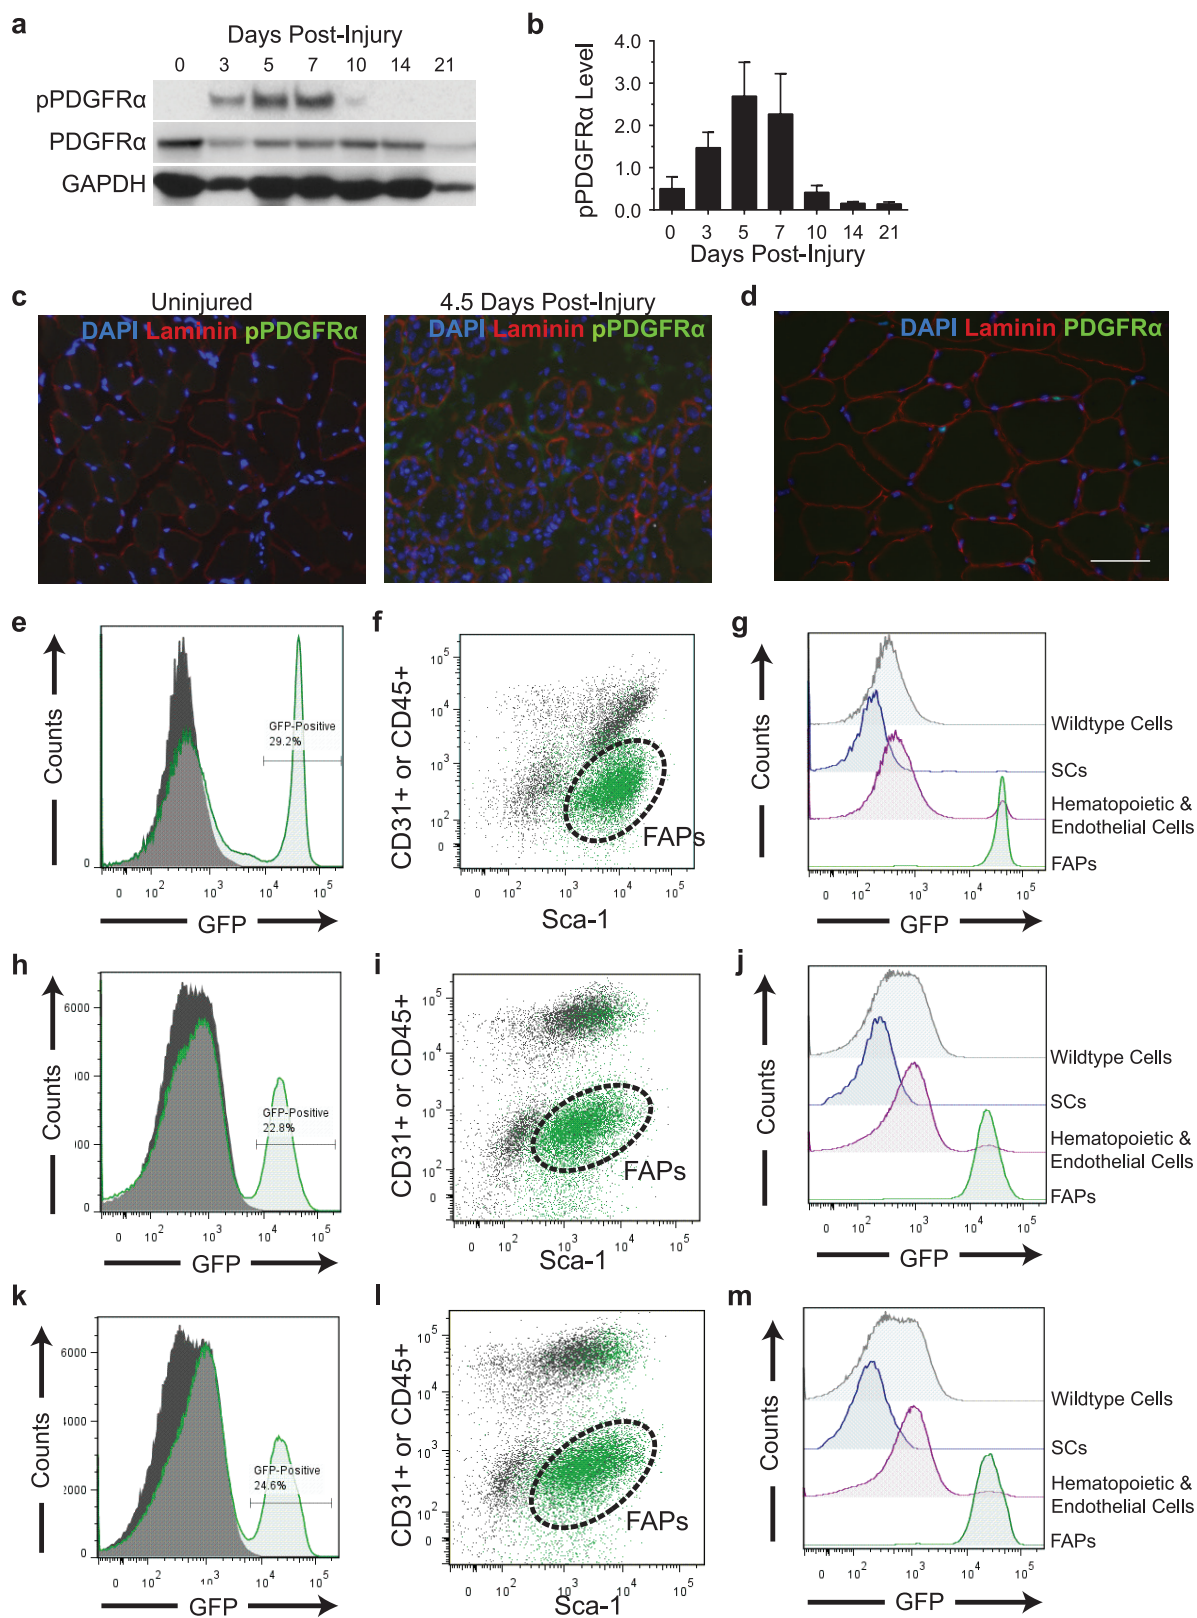 a
Days Post-Injury
0 3 5 7 10 14 21
pPDGFRα
PDGFRα
GAPDH
b
pPDGFRα Level
4.0
3.0
2.0
1.0
0.0
0 3 5 7 10 14 21
Days Post-Injury
c
Uninjured
DAPI Laminin pPDGFRα
4.5 Days Post-Injury
DAPI Laminin pPDGFRα
d
DAPI Laminin PDGFRα
e
Counts
GFP-Positive
29.2%
0
0 10² 10³ 10⁴ 10⁵
GFP
f
CD31+ or CD45+
10⁵
10⁴
10³
10²
0
FAPs
0 10² 10³ 10⁴ 10⁵
Sca-1
g
Counts
Wildtype Cells
SCs
Hematopoietic &
Endothelial Cells
FAPs
0 10² 10³ 10⁴ 10⁵
GFP
h
Counts
6000
00
00
0
GFP-Positive
22.8%
0 10² 10³ 10⁴ 10⁵
GFP
i
CD31+ or CD45+
10⁵
10⁴
10³
10²
0
FAPs
0 10² 10³ 10⁴ 10⁵
Sca-1
j
Counts
Wildtype Cells
SCs
Hematopoietic &
Endothelial Cells
FAPs
0 10² 10³ 10⁴ 10⁵
GFP
k
Counts
6000
4000
2000
0
GFP-Positive
24.6%
0 10² 10³ 10⁴ 10⁵
GFP
l
CD31+ or CD45+
10⁵
10⁴
10³
10²
0
FAPs
0 10² 10³ 10⁴ 10⁵
Sca-1
m
Counts
Wildtype Cells
SCs
Hematopoietic &
Endothelial Cells
FAPs
0 10² 10³ 10⁴ 10⁵
GFP